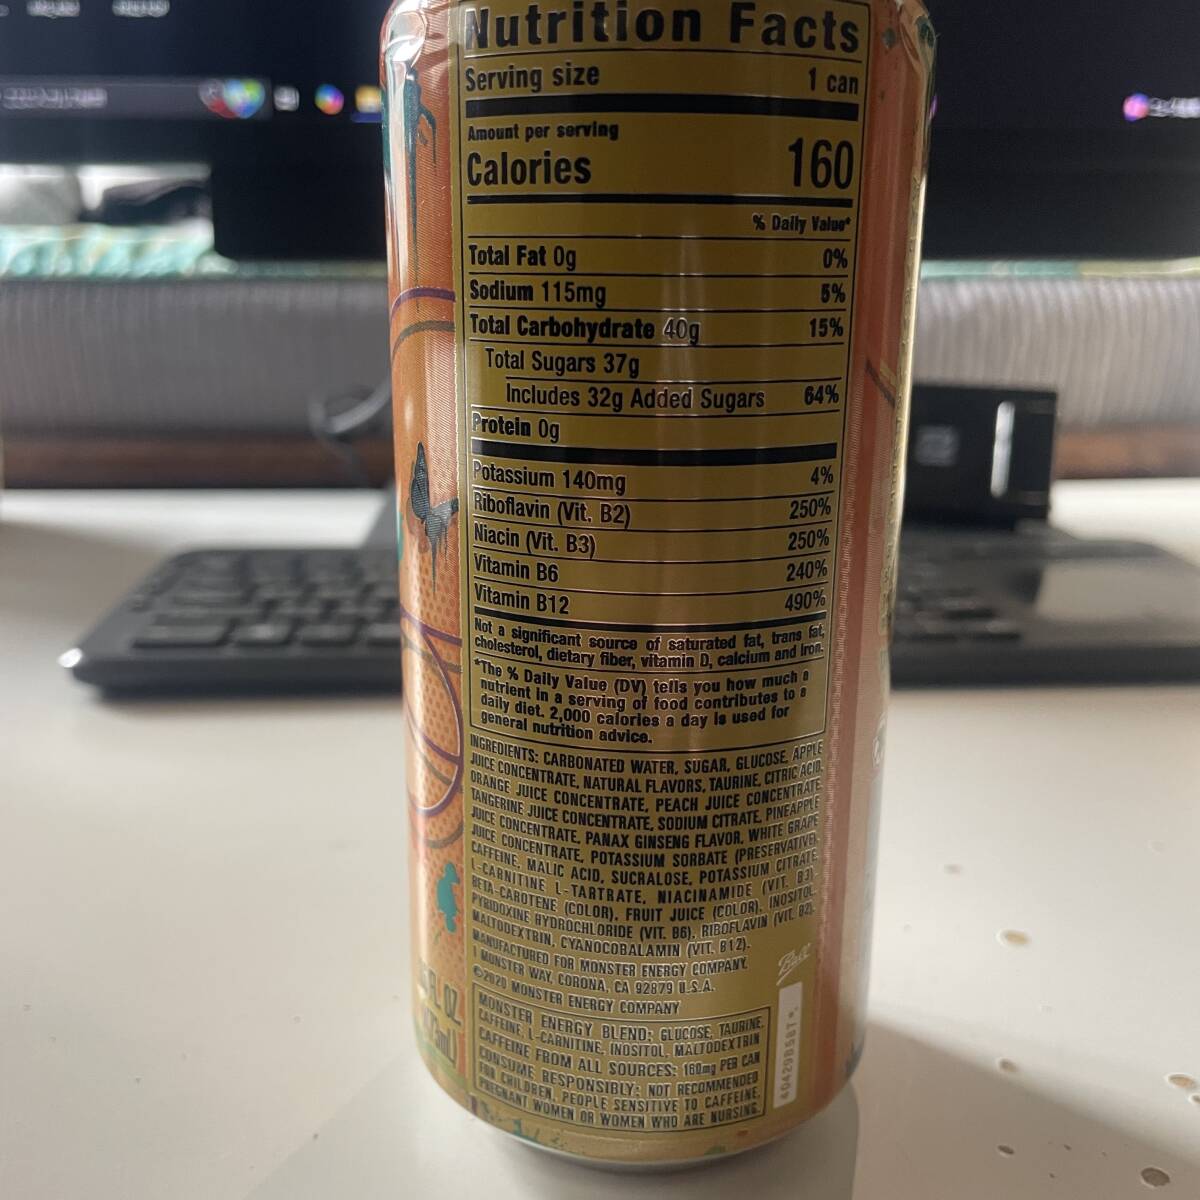 Nutrition Facts
Serving size 1 can
Amount per serving
Calories 160
% Daily Value*
Total Fat 0g 0%
Sodium 115mg 5%
Total Carbohydrate 40g 15%
Total Sugars 37g
Includes 32g Added Sugars 64%
Protein 0g
Potassium 140mg 4%
Riboflavin (Vit. B2) 250%
Niacin (Vit. B3) 250%
Vitamin B6 240%
Vitamin B12 490%
Not a significant source of saturated fat, trans fat,
cholesterol, dietary fiber, vitamin D, calcium and iron.
*The % Daily Value (DV) tells you how much a
nutrient in a serving of food contributes to a
daily diet. 2,000 calories a day is used for
general nutrition advice.
INGREDIENTS: CARBONATED WATER, SUGAR, GLUCOSE, APPLE
JUICE CONCENTRATE, NATURAL FLAVORS, TAURINE, CITRIC ACID,
ORANGE JUICE CONCENTRATE, PEACH JUICE CONCENTRATE,
TANGERINE JUICE CONCENTRATE, SODIUM CITRATE, PINEAPPLE
JUICE CONCENTRATE, PANAX GINSENG FLAVOR, WHITE GRAPE
JUICE CONCENTRATE, POTASSIUM SORBATE (PRESERVATIVE),
CAFFEINE, MALIC ACID, SUCRALOSE, POTASSIUM CITRATE,
L-CARNITINE L-TARTRATE, NIACINAMIDE (VIT. B3),
BETA-CAROTENE (COLOR), FRUIT JUICE (COLOR), INOSITOL,
PYRIDOXINE HYDROCHLORIDE (VIT. B6), RIBOFLAVIN (VIT. B2),
MALTODEXTRIN, CYANOCOBALAMIN (VIT. B12).
MANUFACTURED FOR MONSTER ENERGY COMPANY
1 MONSTER WAY, CORONA, CA 92879 U.S.A.
©2020 MONSTER ENERGY COMPANY
Ball
MONSTER ENERGY BLEND: GLUCOSE, TAURINE,
CAFFEINE, L-CARNITINE, INOSITOL, MALTODEXTRIN
CAFFEINE FROM ALL SOURCES: 160mg PER CAN
CONSUME RESPONSIBLY: NOT RECOMMENDED
FOR CHILDREN, PEOPLE SENSITIVE TO CAFFEINE,
PREGNANT WOMEN OR WOMEN WHO ARE NURSING.
FL. OZ.